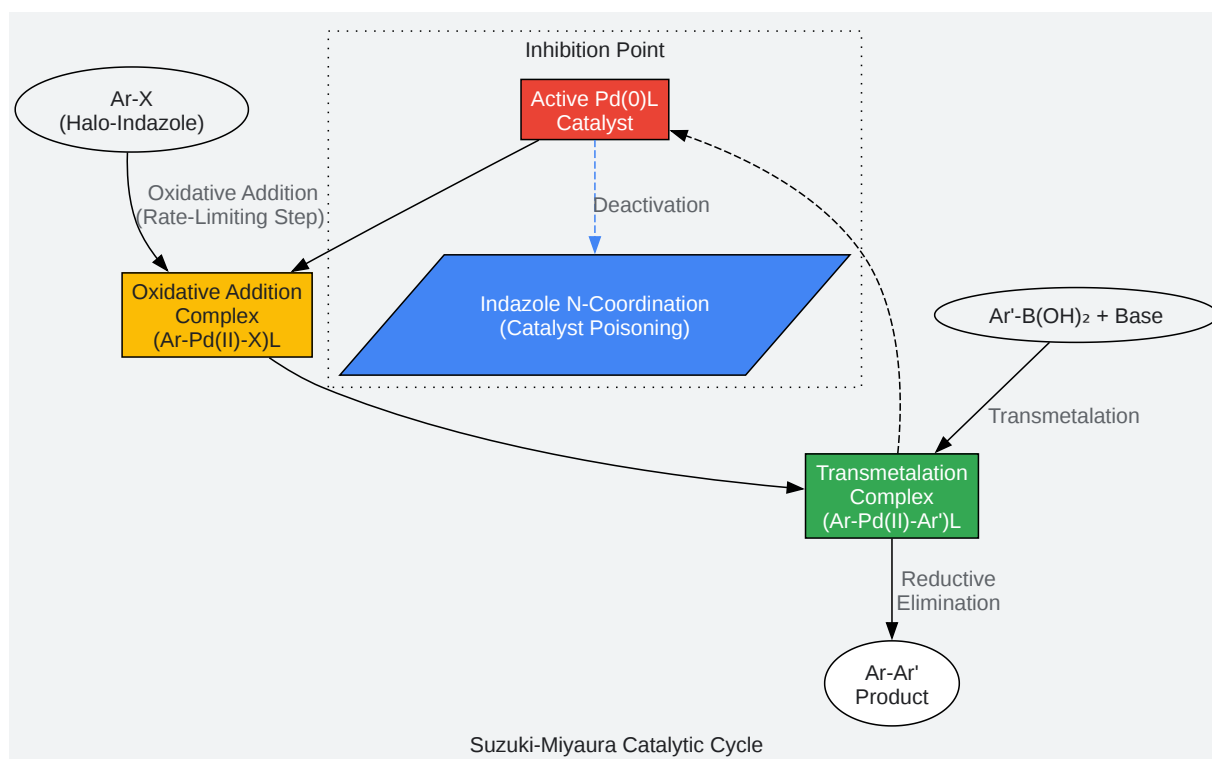 Inhibition Point
Active Pd(0)L
Catalyst
Ar-X
(Halo-Indazole)
Oxidative Addition
(Rate-Limiting Step)
Deactivation
Oxidative Addition
Complex
(Ar-Pd(II)-X)L
Indazole N-Coordination
(Catalyst Poisoning)
Ar'-B(OH)₂ + Base
Transmetalation
Transmetalation
Complex
(Ar-Pd(II)-Ar')L
Reductive
Elimination
Ar-Ar'
Product
Suzuki-Miyaura Catalytic Cycle